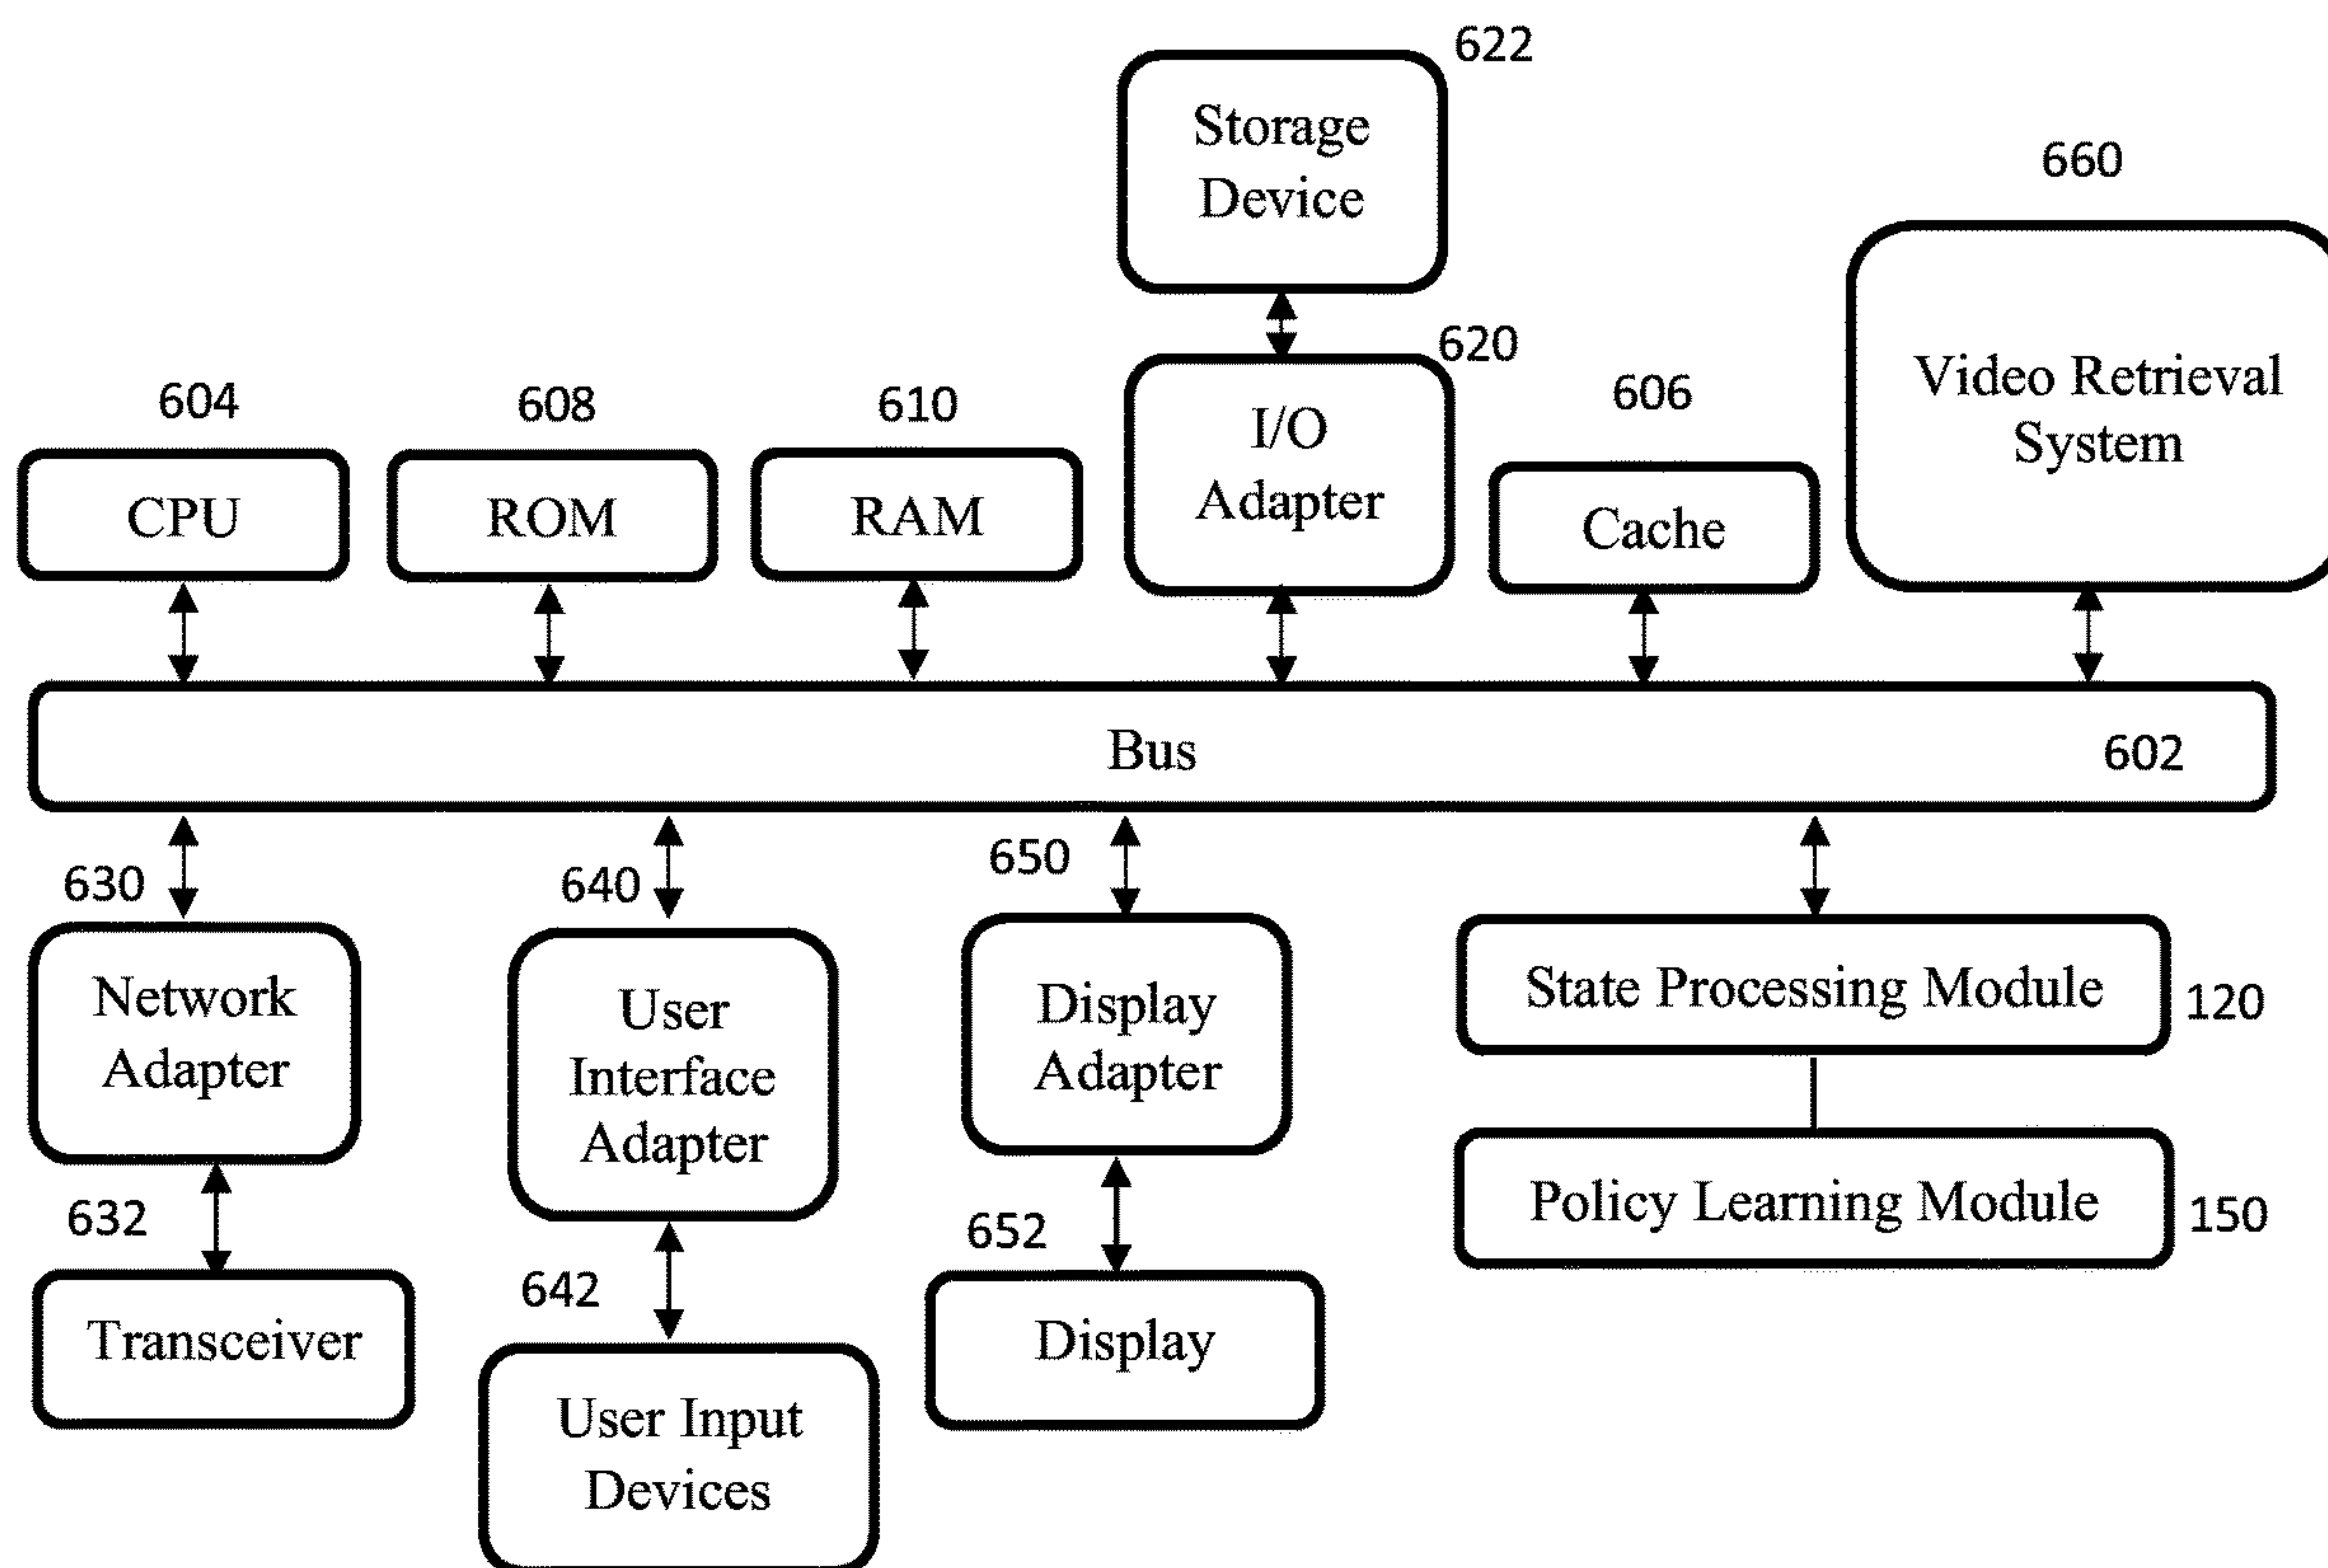 622
Storage
Device
660
620
Video Retrieval
System
604
608
610
I/O
Adapter
606
CPU
ROM
RAM
Cache
Bus
602
630
640
650
Network
Adapter
User
Interface
Adapter
Display
Adapter
State Processing Module
120
632
642
652
Policy Learning Module
150
Transceiver
User Input
Devices
Display